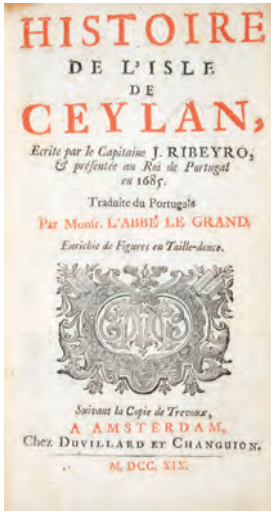 HISTOIRE
DE L'ISLE
DE
CEYLAN,
Ecrite par le Capitaine J. RIBEYRO,
& préſentée au Roi de Portugal
en 1685.
Traduite du Portugais
Par Monſr. L'ABBÉ LE GRAND.
Enrichie de Figures en Taille-douce.
Suivant la Copie de Trevoux,
A AMSTERDAM,
Chez DUVILLARD ET CHANGUION.
M. DCC. XIX.